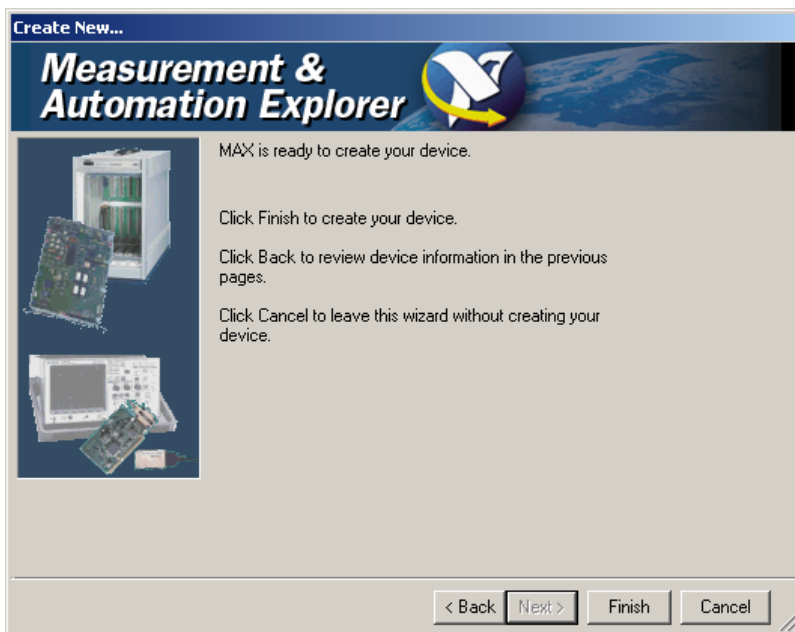 Create New...
Measurement &
Automation Explorer
MAX is ready to create your device.
Click Finish to create your device.
Click Back to review device information in the previous
pages.
Click Cancel to leave this wizard without creating your
device.
< Back Next > Finish Cancel